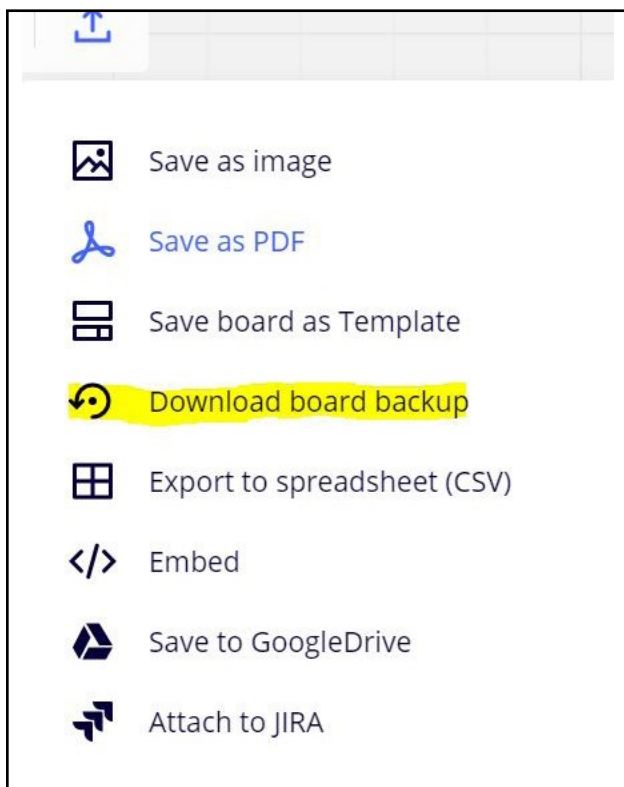 Save as image
Save as PDF
Save board as Template
Download board backup
Export to spreadsheet (CSV)
Embed
Save to GoogleDrive
Attach to JIRA